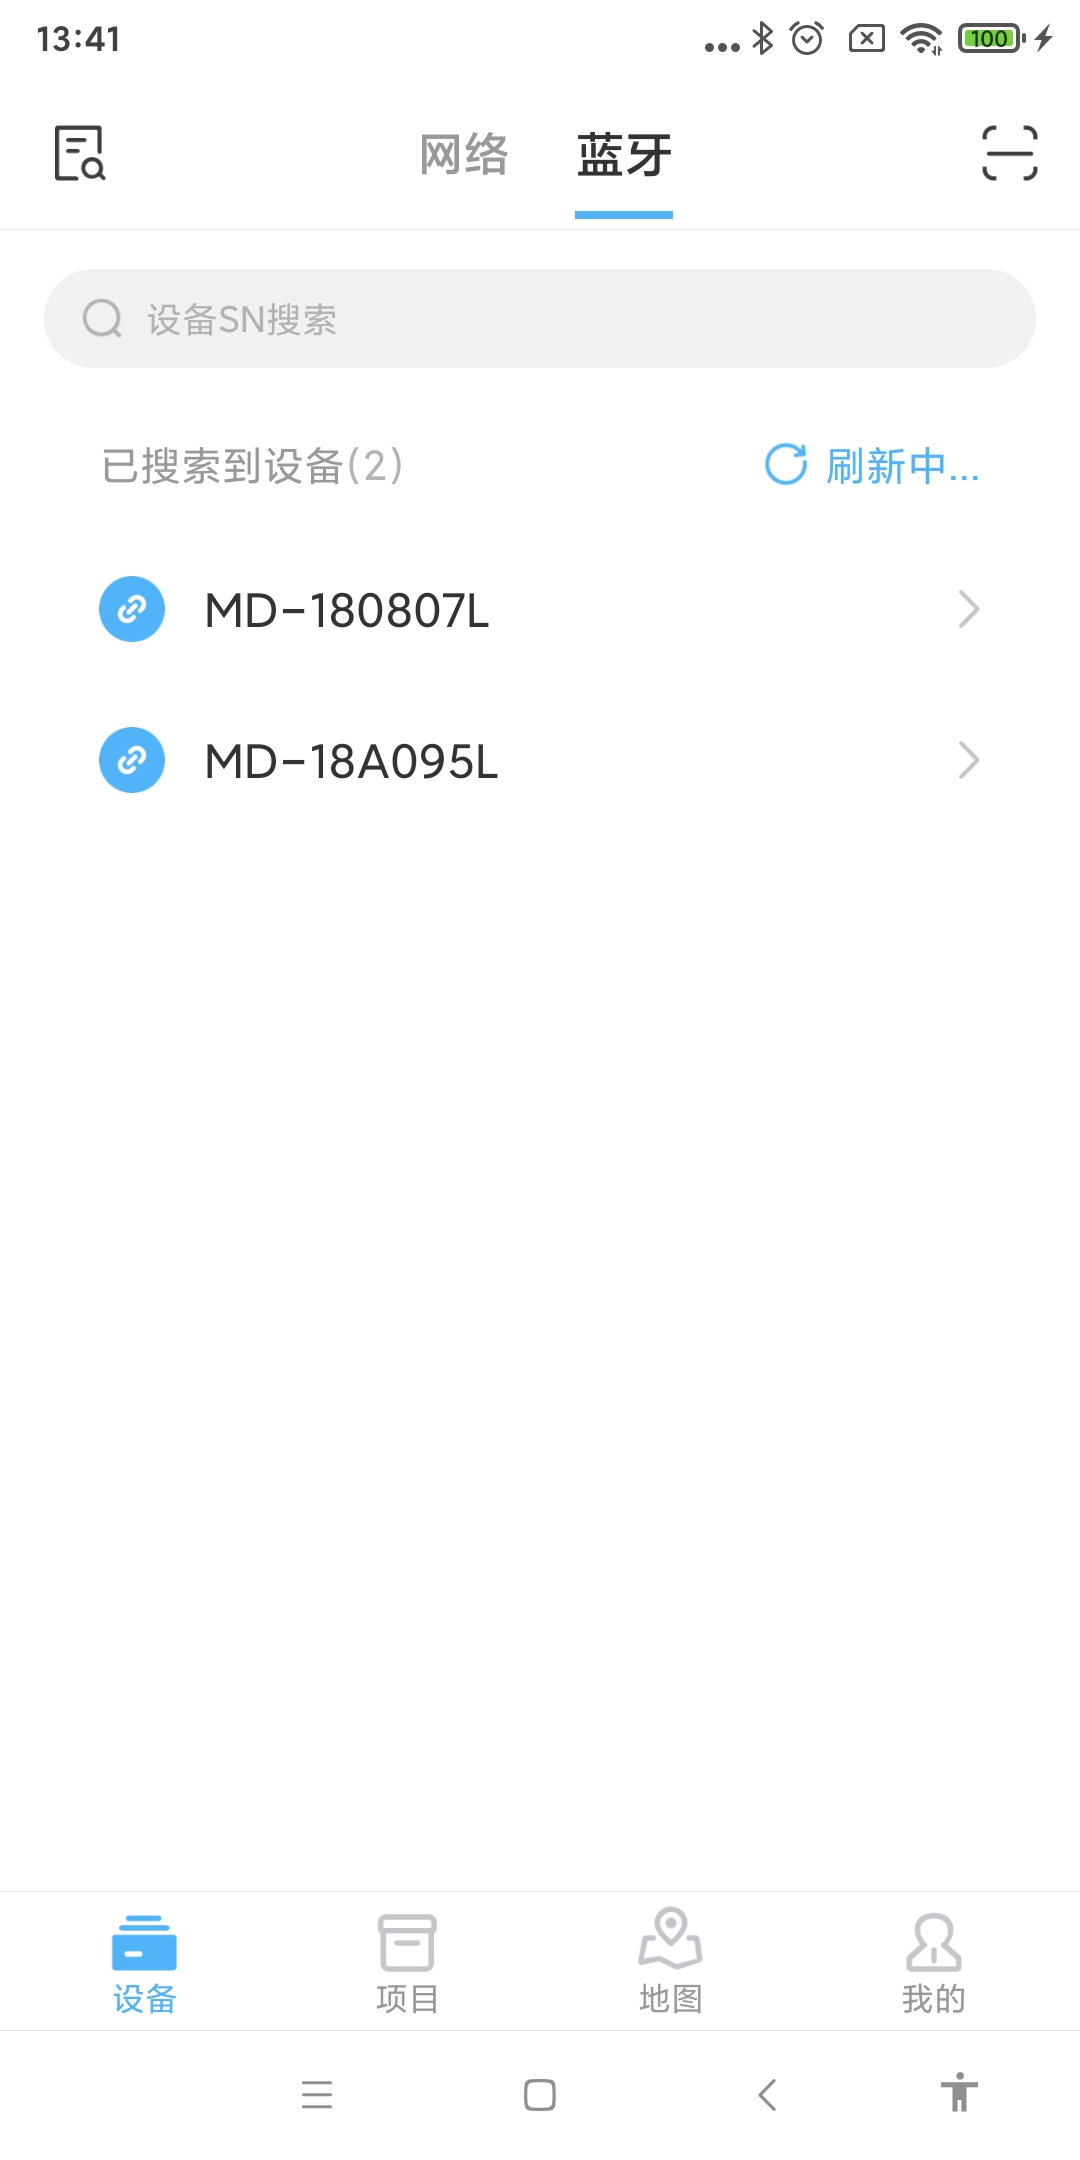 13:41
100
网络 蓝牙
设备SN搜索
已搜索到设备(2) 刷新中...
MD-180807L
MD-18A095L
设备 项目 地图 我的